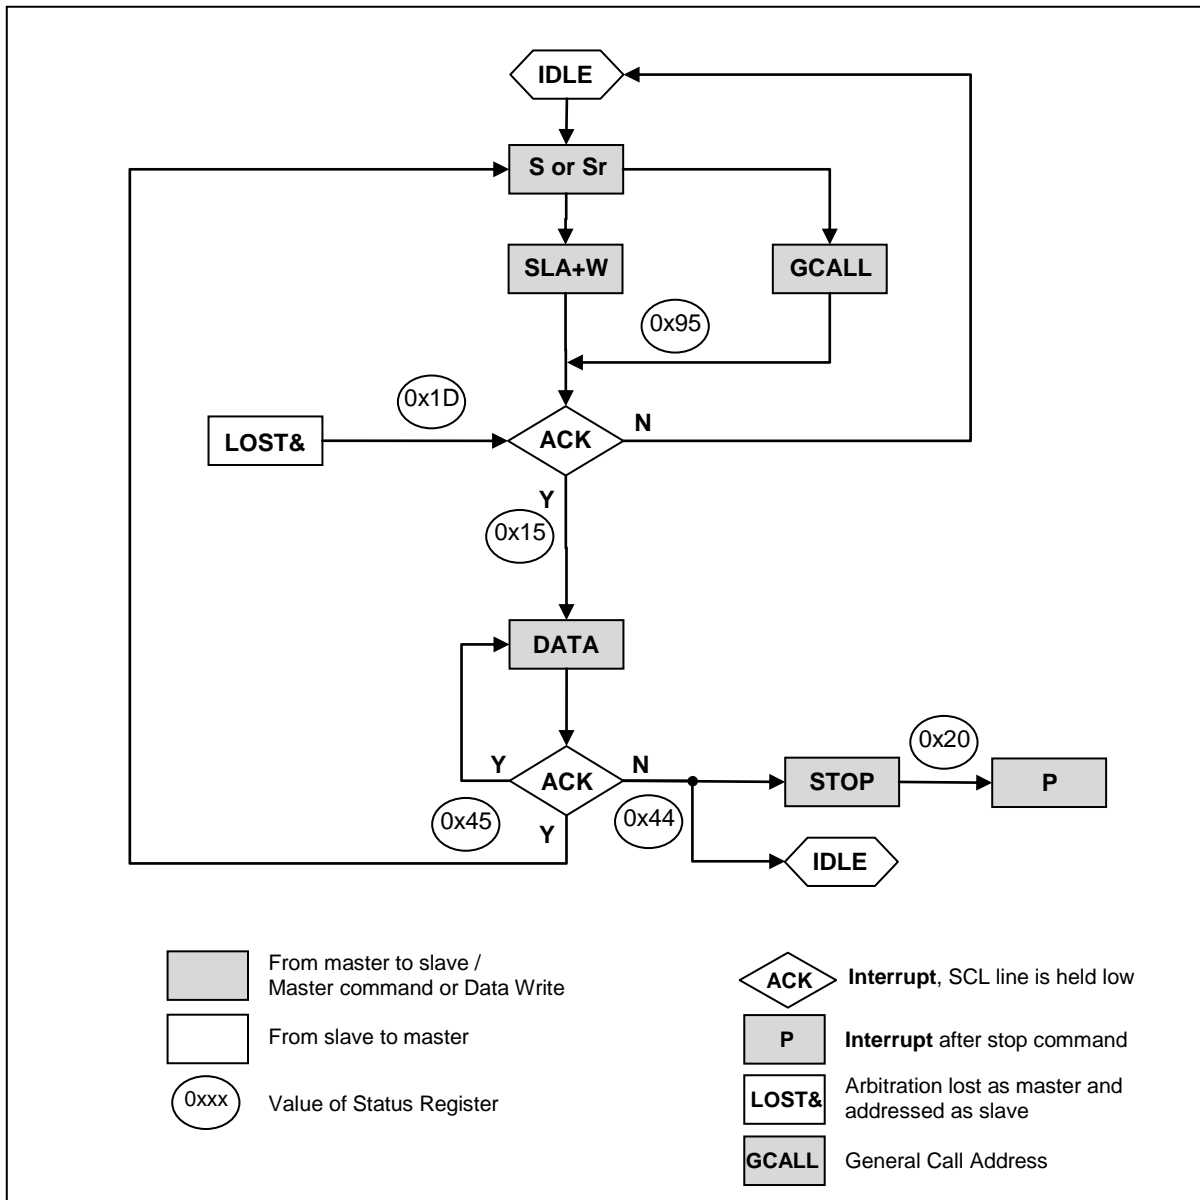 IDLE
S or Sr
SLA+W
GCALL
0x95
0x1D
LOST&
ACK
N
Y
0x15
DATA
Y
ACK
N
0x20
STOP
P
0x45
Y
0x44
IDLE
From master to slave /
Master command or Data Write
From slave to master
0xxx
Value of Status Register
ACK
Interrupt, SCL line is held low
P
Interrupt after stop command
LOST&
Arbitration lost as master and
addressed as slave
GCALL
General Call Address